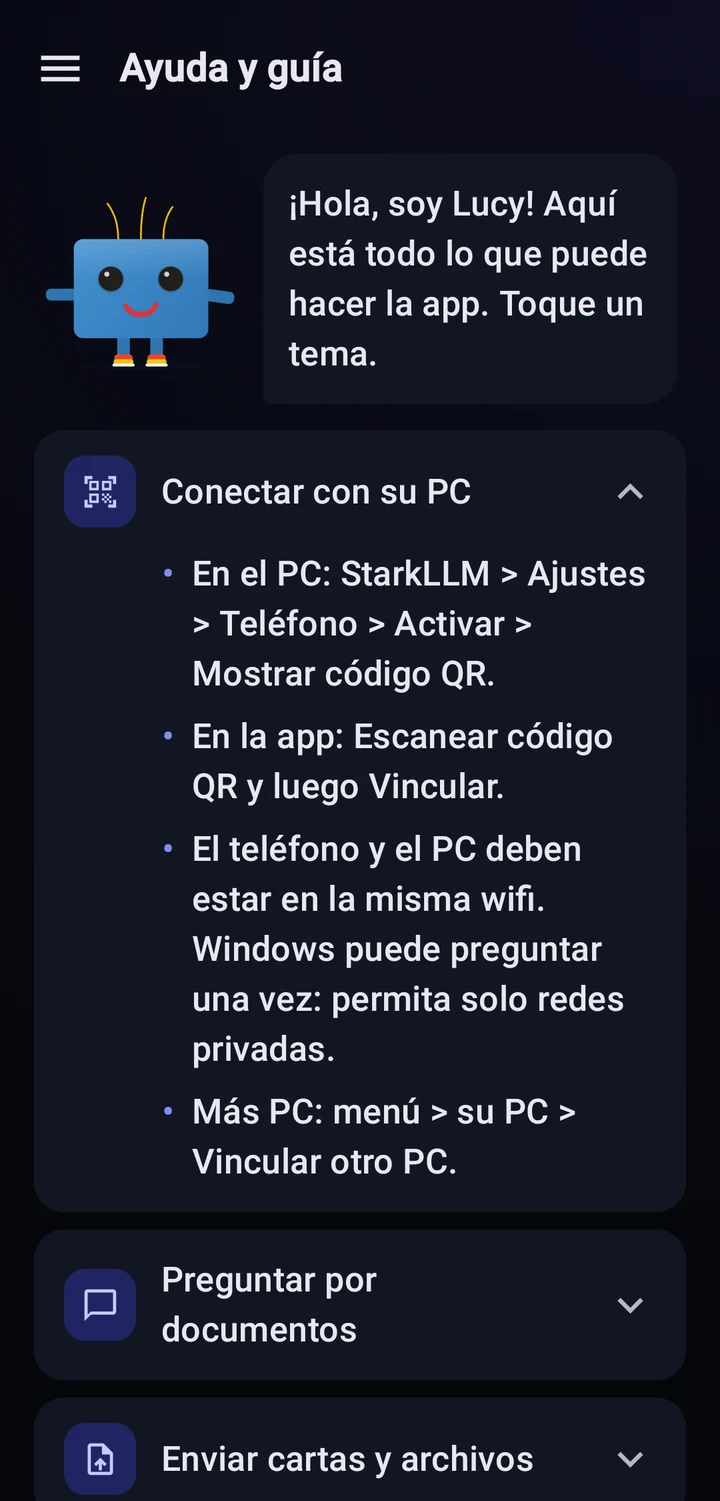 Ayuda y guía
¡Hola, soy Lucy! Aquí
está todo lo que puede
hacer la app. Toque un
tema.
Conectar con su PC
• En el PC: StarkLLM > Ajustes
> Teléfono > Activar >
Mostrar código QR.
• En la app: Escanear código
QR y luego Vincular.
• El teléfono y el PC deben
estar en la misma wifi.
Windows puede preguntar
una vez: permita solo redes
privadas.
• Más PC: menú > su PC >
Vincular otro PC.
Preguntar por
documentos
Enviar cartas y archivos